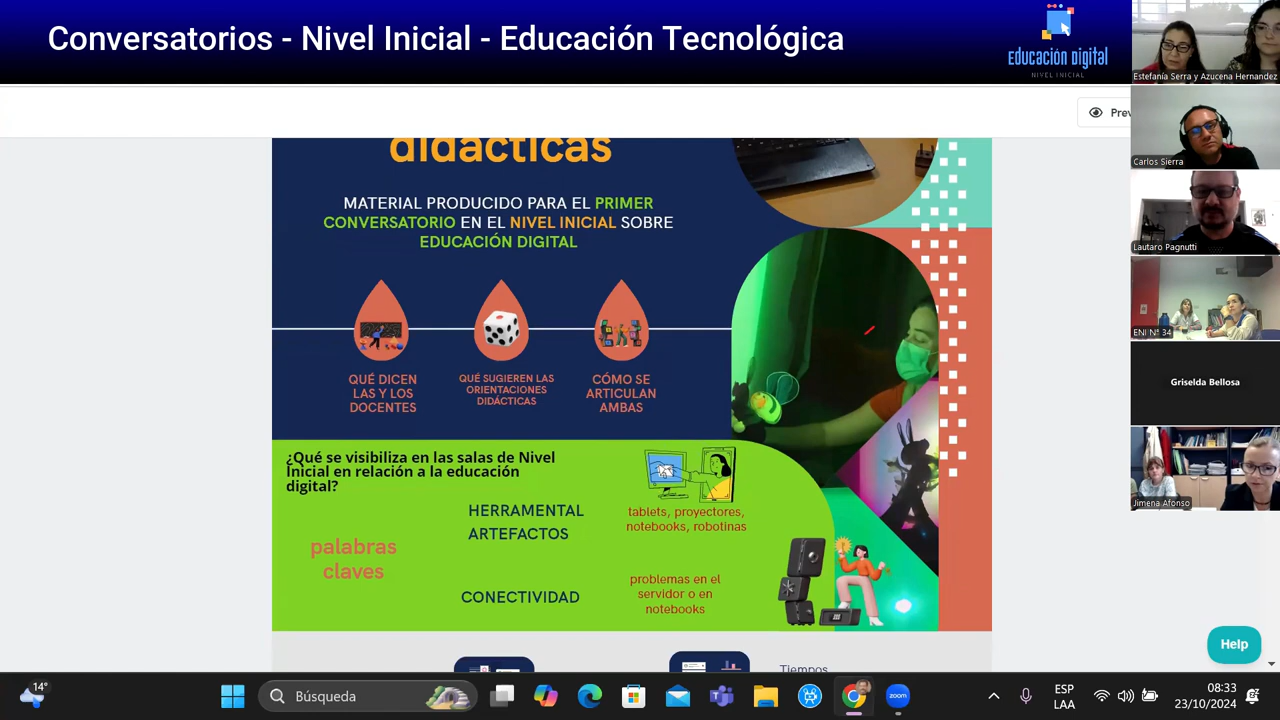 Conversatorios - Nivel Inicial - Educación Tecnológica
educación digital
NIVEL INICIAL
Estefanía Serra y Azucena Hernandez
Prev
didácticas
MATERIAL PRODUCIDO PARA EL PRIMER
CONVERSATORIO EN EL NIVEL INICIAL SOBRE
EDUCACIÓN DIGITAL
QUÉ DICEN
LAS Y LOS
DOCENTES
QUÉ SUGIEREN LAS
ORIENTACIONES
DIDÁCTICAS
CÓMO SE
ARTICULAN
AMBAS
¿Qué se visibiliza en las salas de Nivel
Inicial en relación a la educación
digital?
palabras
claves
HERRAMENTAL
ARTEFACTOS
tablets, proyectores,
notebooks, robotinas
CONECTIVIDAD
problemas en el
servidor o en
notebooks
Tiempos
Carlos Sierra
Lautaro Pagnutti
ENI N° 34
Griselda Bellosa
Jimena Afonso
Help
14°
Búsqueda
zoom
ESP
LAA
08:33
23/10/2024